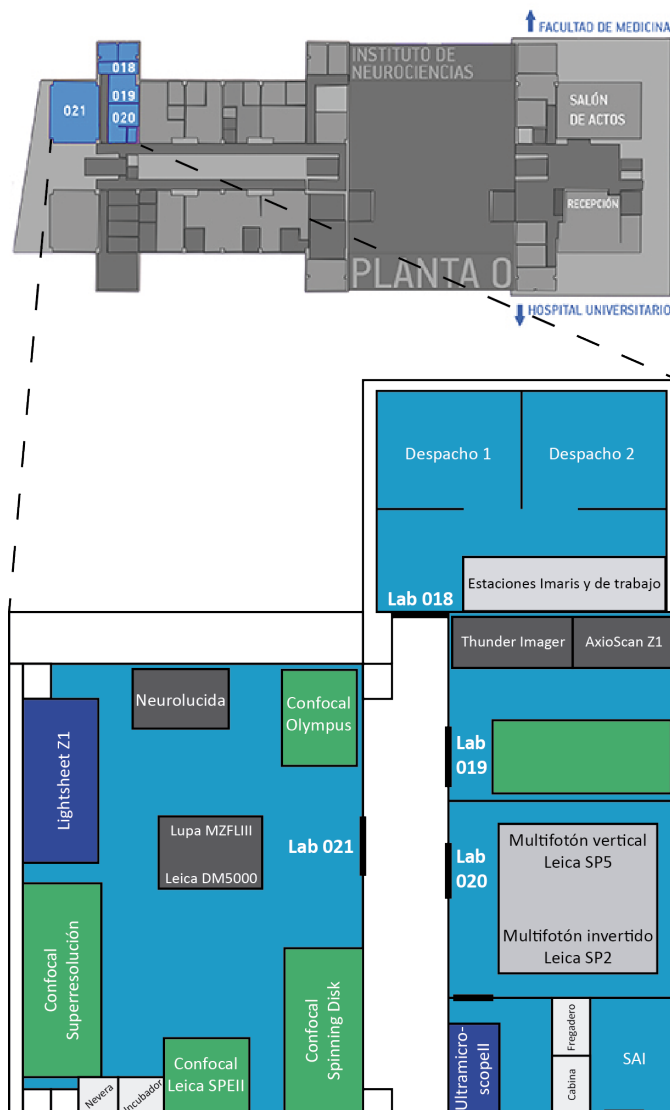 FACULTAD DE MEDICINA
INSTITUTO DE
NEUROCIENCIAS
018
019
020
021
SALÓN
DE ACTOS
RECEPCIÓN
PLANTA 0
HOSPITAL UNIVERSITARIO
Despacho 1
Despacho 2
Estaciones Imaris y de trabajo
Lab 018
Thunder Imager
AxioScan Z1
Neurolucida
Confocal
Olympus
Lab
019
Lightsheet Z1
Lupa MZFLIII
Leica DM5000
Lab 021
Lab
020
Multifotón vertical
Leica SP5
Multifotón invertido
Leica SP2
Confocal
Superresolución
Confocal
Spinning Disk
Confocal
Leica SPEII
Nevera
Incubador
Ultramicro-
scopeII
Fregadero
Cabina
SAI